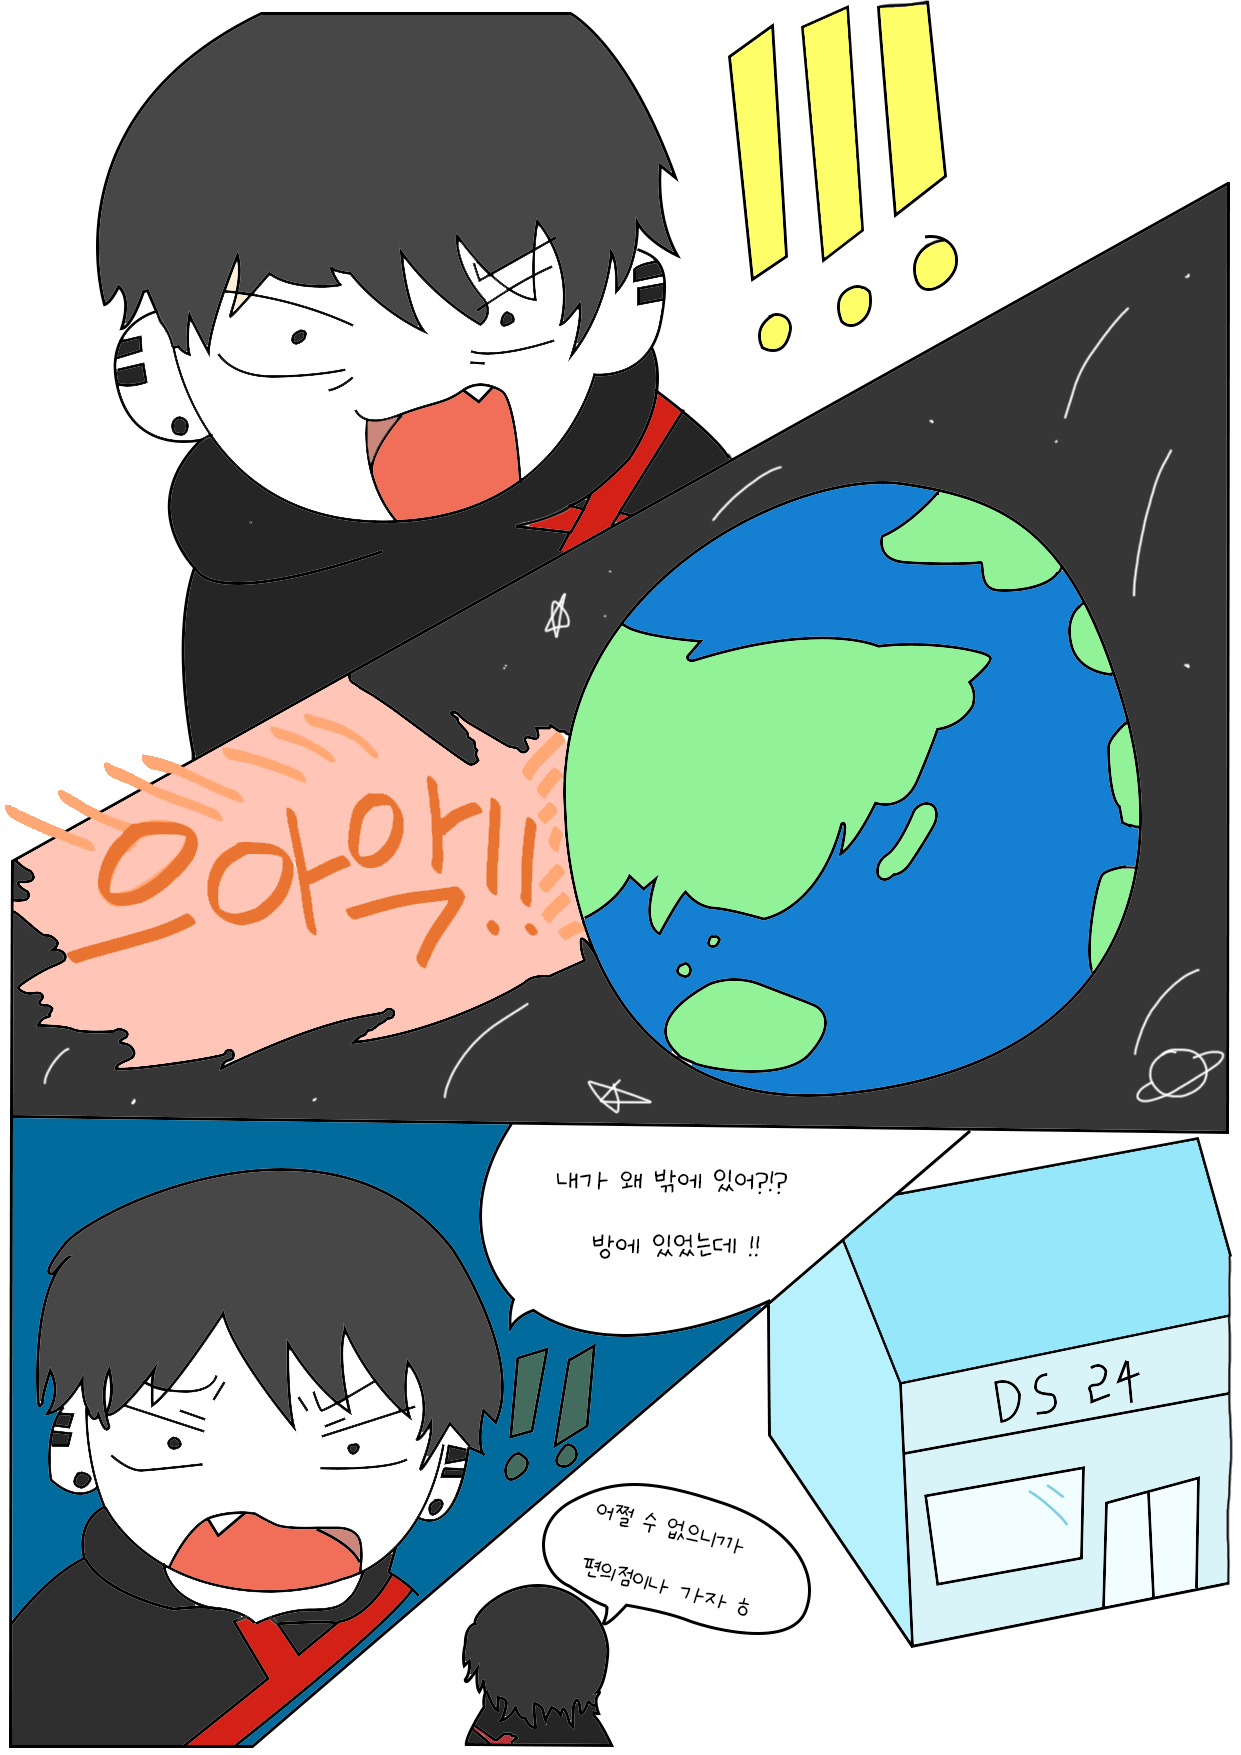 !!!
으아악!!
내가 왜 밖에 있어?!?
방에 있었는데 !!
!!
DS 24
어쩔 수 없으니까
편의점이나 가자 ㅎ